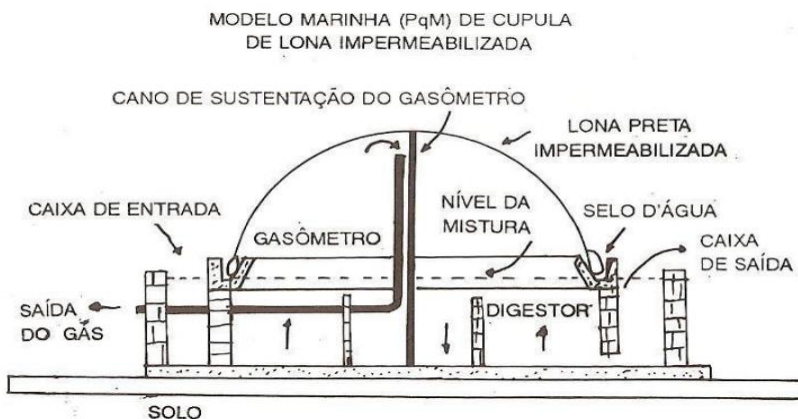 MODELO MARINHA (PqM) DE CUPULA
DE LONA IMPERMEABILIZADA
CANO DE SUSTENTAÇÃO DO GASÔMETRO
LONA PRETA
IMPERMEABILIZADA
CAIXA DE ENTRADA
GASÔMETRO
NÍVEL DA
MISTURA
SELO D'ÁGUA
CAIXA
DE SAÍDA
SAÍDA
DO GÁS
DIGESTOR
SOLO